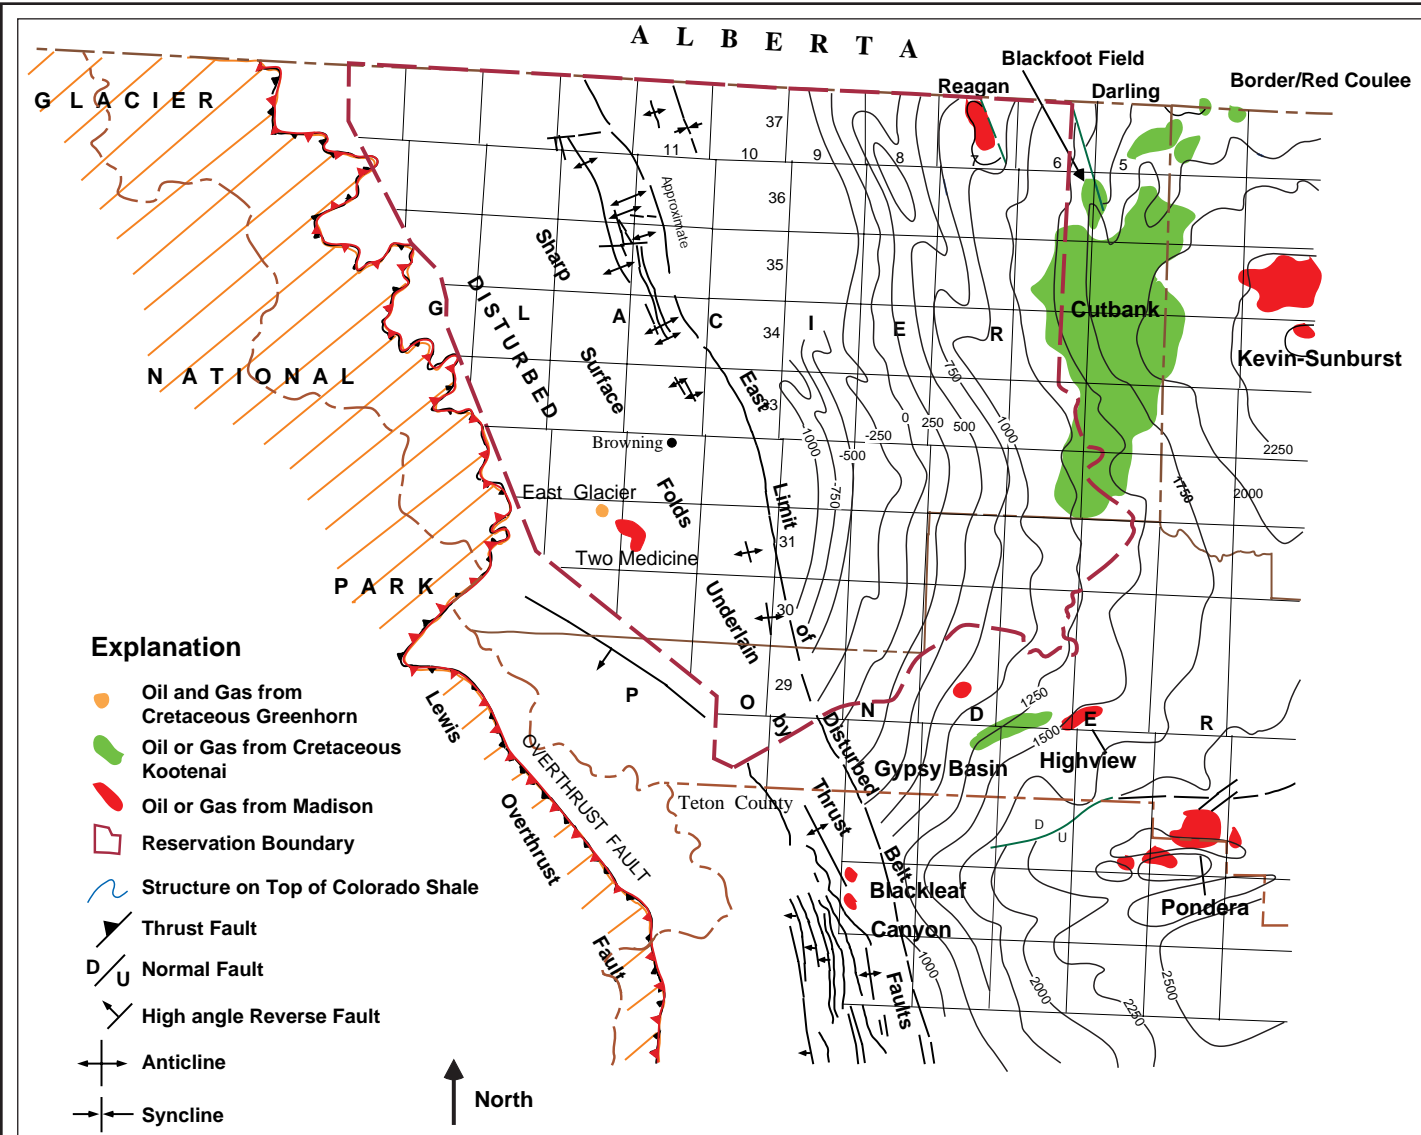 A L B E R T A
Blackfoot Field
Reagan
Darling
Border/Red Coulee
G L A C I E R
37
11
10
9
8
7
6
5
36
Approximate
Sharp
35
Cutbank
DISTURBED
G L A C I E R
34
Kevin-Sunburst
N A T I O N A L
Surface
East
750
33
0
250
500
1000
-250
-500
1000
Browning
2250
750
East Glacier
Folds
Limit
1750
2000
31
Two Medicine
P A R K
Underlain
30
of
29
P O N D E R
by
1250
1500
Lewis
Disturbed
Gypsy Basin
Highview
OVERTHRUST FAULT
Teton County
Thrust
D
U
Overthrust
Belt
Blackleaf
Canyon
Pondera
Fault
1000
Faults
2000
2250
2500
Explanation
Oil and Gas from
Cretaceous Greenhorn
Oil or Gas from Cretaceous
Kootenai
Oil or Gas from Madison
Reservation Boundary
Structure on Top of Colorado Shale
Thrust Fault
D
U
Normal Fault
High angle Reverse Fault
Anticline
Syncline
North